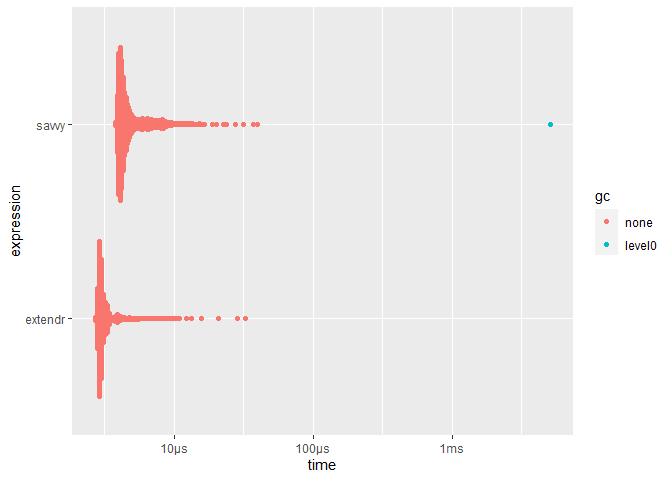 expression
savvy
extendr
10µs
100µs
1ms
time
gc
none
level0